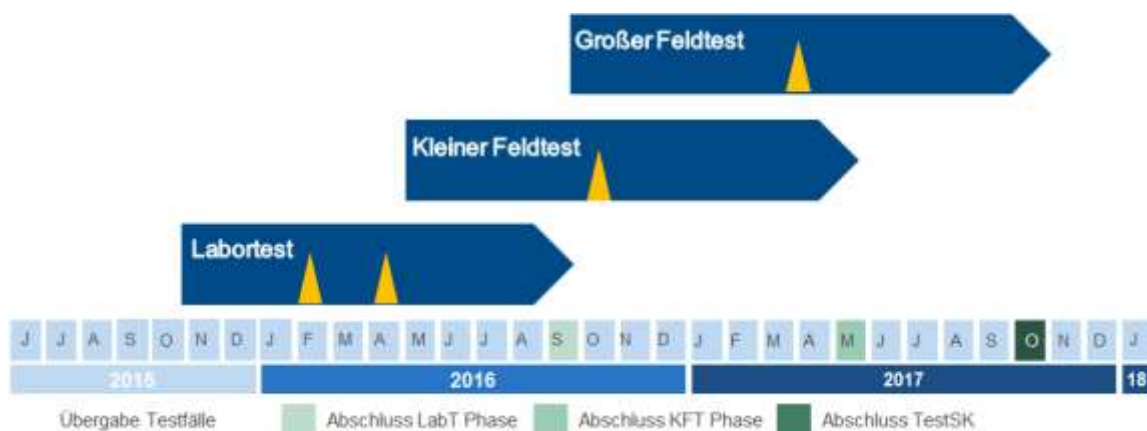 Großer Feldtest
Kleiner Feldtest
Labortest
J J A S O N D J F M A M J J A S O N D J F M A M J J A S O N D J
2015 2016 2017 18
Übergabe Testfälle Abschluss LabT Phase Abschluss KFT Phase Abschluss TestSK